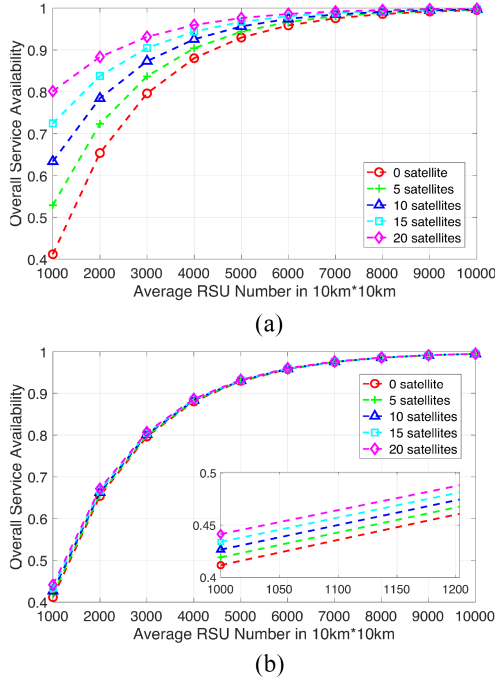 1
0.9
0.8
0.7
0.6
0.5
0.4
Overall Service Availability
0 satellite
5 satellites
10 satellites
15 satellites
20 satellites
1000 2000 3000 4000 5000 6000 7000 8000 9000 10000
Average RSU Number in 10km*10km
(a)
1
0.9
0.8
0.7
0.6
0.5
0.4
Overall Service Availability
0 satellite
5 satellites
10 satellites
15 satellites
20 satellites
0.5
0.45
0.4
1000 1050 1100 1150 1200
1000 2000 3000 4000 5000 6000 7000 8000 9000 10000
Average RSU Number in 10km*10km
(b)